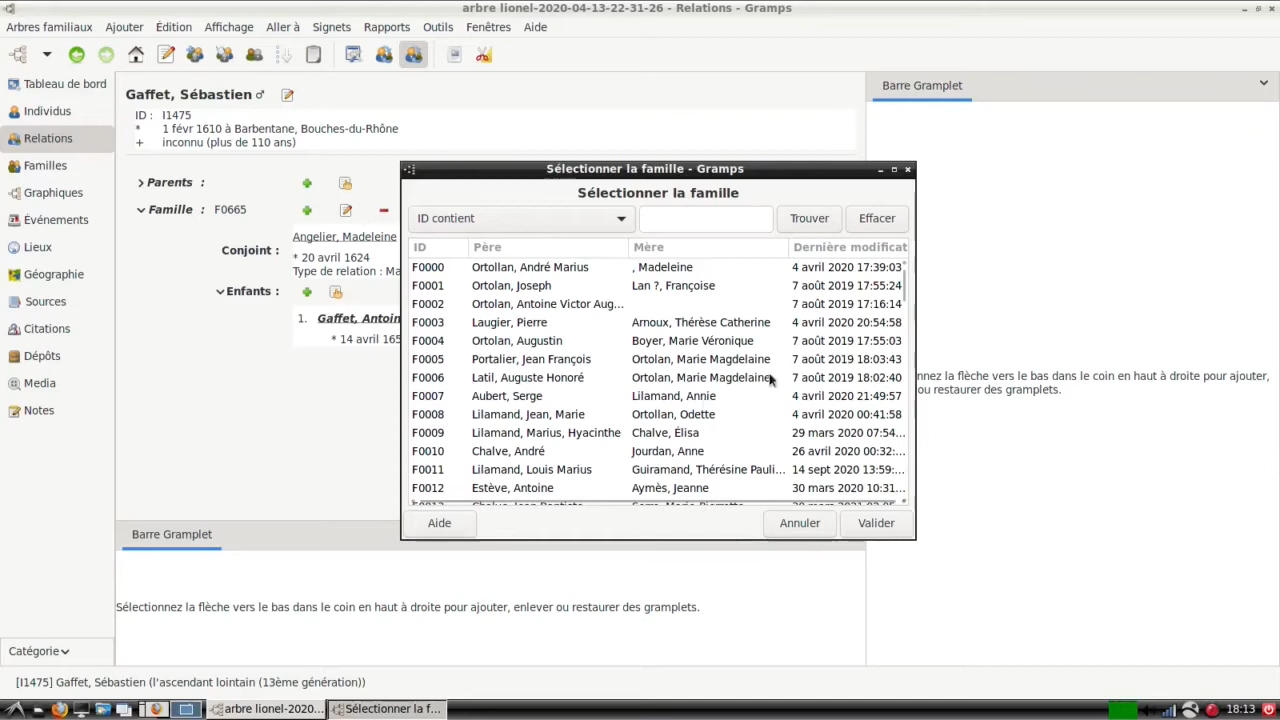 arbre lionel-2020-04-13-22-31-26 - Relations - Gramps
Arbres familiaux Ajouter Édition Affichage Aller à Signets Rapports Outils Fenêtres Aide
Tableau de bord
Individus
Relations
Familles
Graphiques
Événements
Lieux
Géographie
Sources
Citations
Dépôts
Media
Notes
Catégorie
Gaffet, Sébastien ♂
ID : I1475
* 1 févr 1610 à Barbentane, Bouches-du-Rhône
+ inconnu (plus de 110 ans)
Parents :
Famille : F0665
Conjoint : Angelier, Madeleine
* 20 avril 1624
Type de relation : Ma
Enfants :
1. Gaffet, Antoin
* 14 avril 165
Barre Gramplet
nnez la flèche vers le bas dans le coin en haut à droite pour ajouter,
ou restaurer des gramplets.
Sélectionner la famille - Gramps
Sélectionner la famille
ID contient Trouver Effacer
ID Père Mère Dernière modificat
F0000 Ortollan, André Marius , Madeleine 4 avril 2020 17:39:03
F0001 Ortolan, Joseph Lan ?, Françoise 7 août 2019 17:55:24
F0002 Ortolan, Antoine Victor Aug... 7 août 2019 17:16:14
F0003 Laugier, Pierre Arnoux, Thérèse Catherine 4 avril 2020 20:54:58
F0004 Ortolan, Augustin Boyer, Marie Véronique 7 août 2019 17:55:03
F0005 Portalier, Jean François Ortolan, Marie Magdelaine 7 août 2019 18:03:43
F0006 Latil, Auguste Honoré Ortolan, Marie Magdelaine 7 août 2019 18:02:40
F0007 Aubert, Serge Lilamand, Annie 4 avril 2020 21:49:57
F0008 Lilamand, Jean, Marie Ortollan, Odette 4 avril 2020 00:41:58
F0009 Lilamand, Marius, Hyacinthe Chalve, Élisa 29 mars 2020 07:54...
F0010 Chalve, André Jourdan, Anne 26 avril 2020 00:32:...
F0011 Lilamand, Louis Marius Guiramand, Thérésine Pauli... 14 sept 2020 13:59:...
F0012 Estève, Antoine Aymès, Jeanne 30 mars 2020 10:31...
Aide Annuler Valider
Barre Gramplet
Sélectionnez la flèche vers le bas dans le coin en haut à droite pour ajouter, enlever ou restaurer des gramplets.
[I1475] Gaffet, Sébastien (l'ascendant lointain (13ème génération))
arbre lionel-2020... Sélectionner la f... 18:13